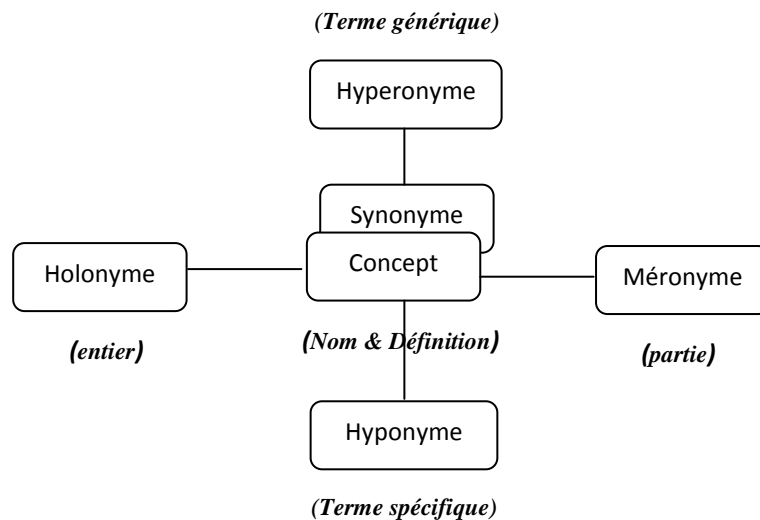 (Terme générique)
Hyperonyme
Synonyme
Concept
Holonyme
Méronyme
(entier)
(Nom & Définition)
(partie)
Hyponyme
(Terme spécifique)